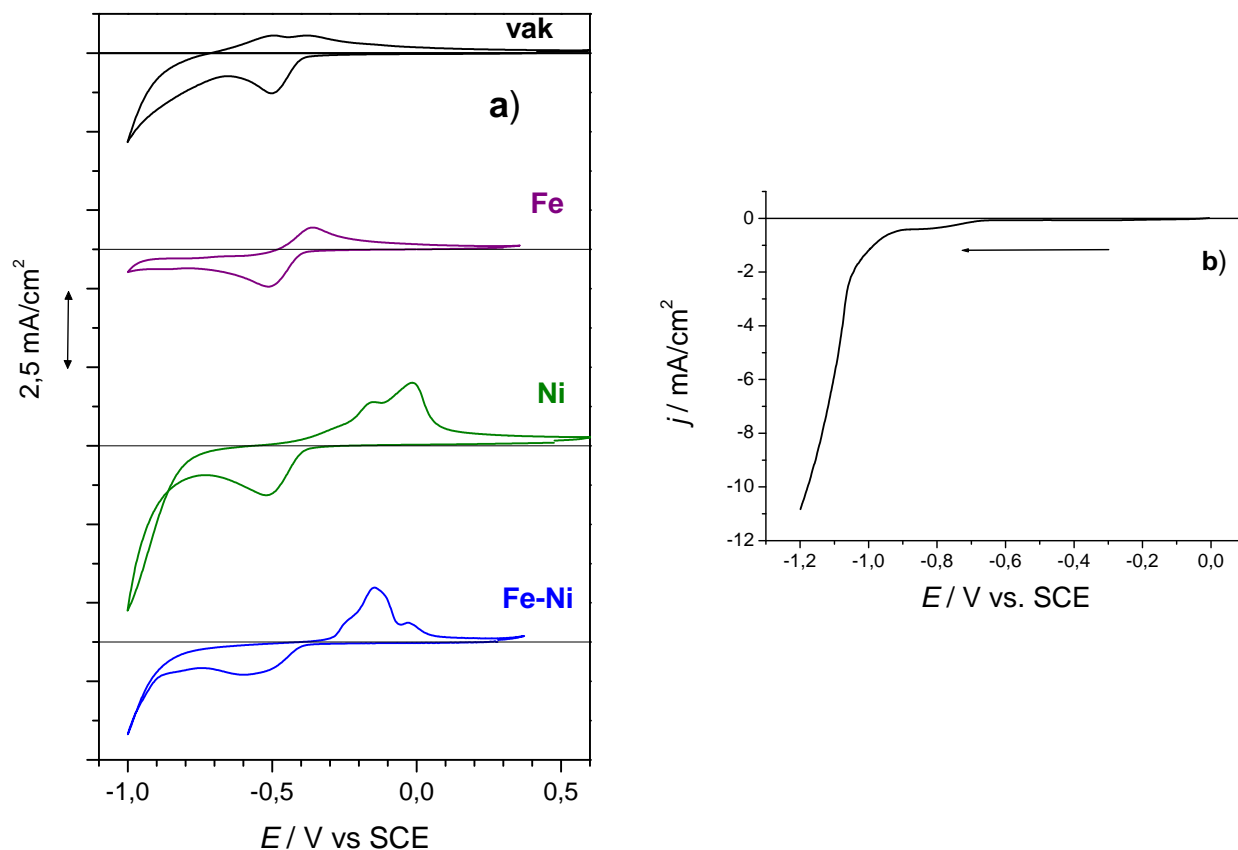 vak
a)
Fe
2,5 mA/cm²
Ni
Fe-Ni
-1,0 -0,5 0,0 0,5
E / V vs SCE
0
-2
-4
-6
-8
-10
-12
j / mA/cm²
b)
-1,2 -1,0 -0,8 -0,6 -0,4 -0,2 0,0
E / V vs. SCE